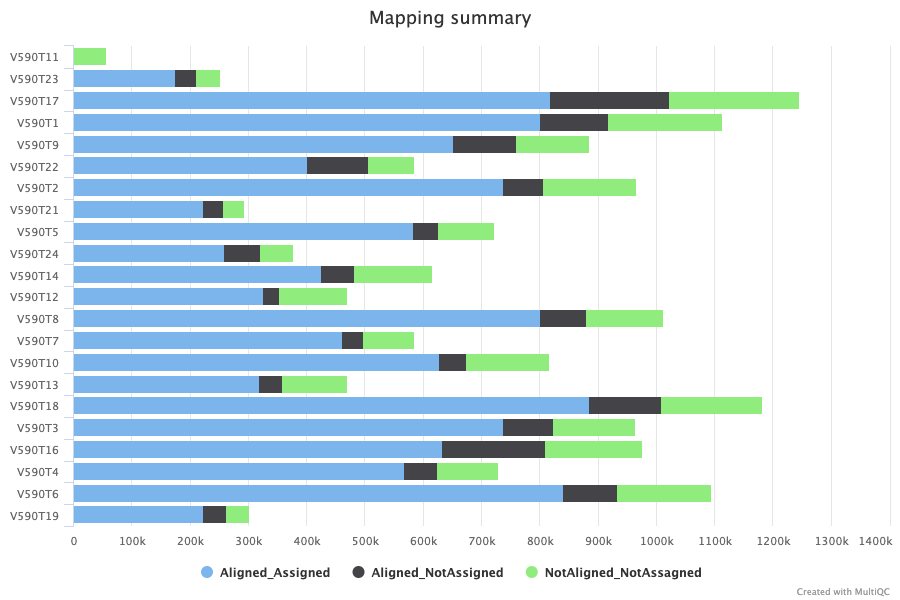 Mapping summary
V590T11
V590T23
V590T17
V590T1
V590T9
V590T22
V590T2
V590T21
V590T5
V590T24
V590T14
V590T12
V590T8
V590T7
V590T10
V590T13
V590T18
V590T3
V590T16
V590T4
V590T6
V590T19
0 100k 200k 300k 400k 500k 600k 700k 800k 900k 1000k 1100k 1200k 1300k 1400k
Aligned_Assigned Aligned_NotAssigned NotAligned_NotAssagned
Created with MultiQC